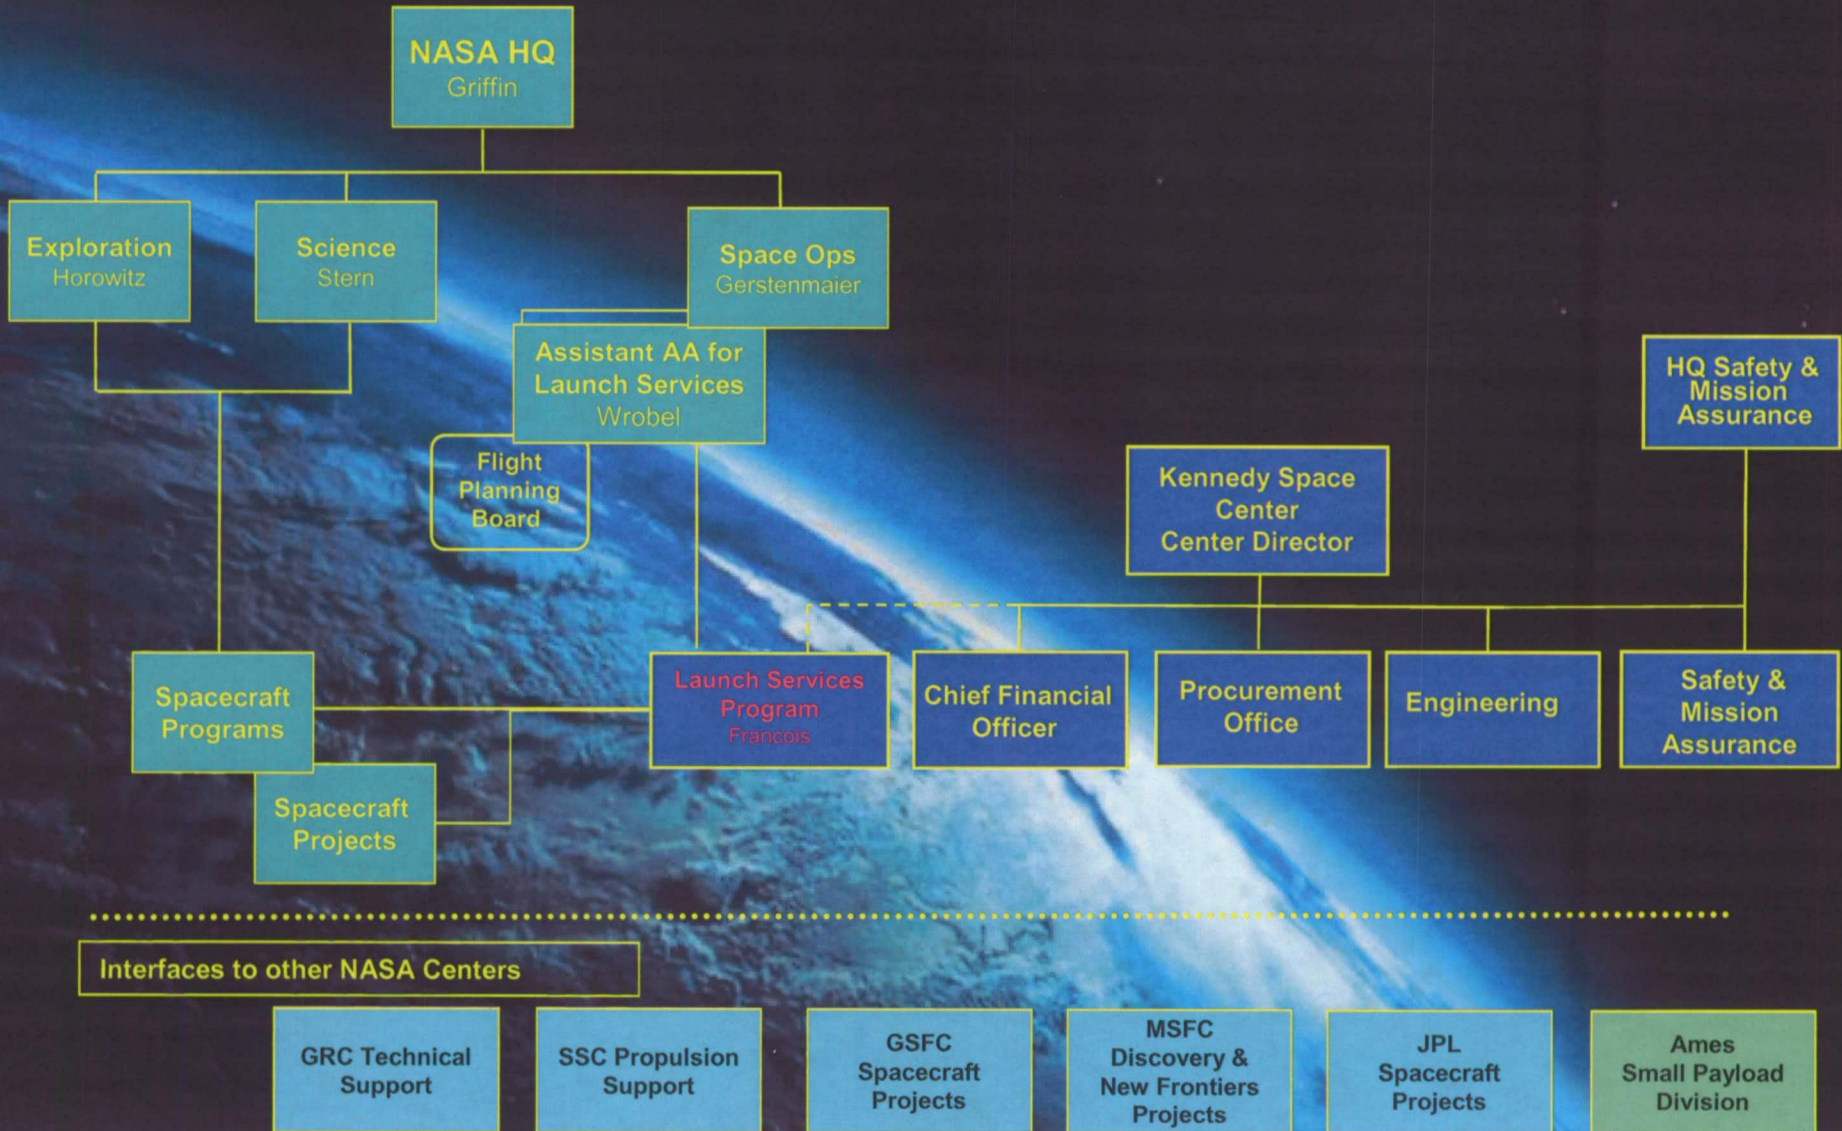 NASA HQ
Griffin
Exploration
Horowitz
Science
Stern
Space Ops
Gerstenmaier
Assistant AA for
Launch Services
Wrobel
Flight
Planning
Board
HQ Safety &
Mission
Assurance
Kennedy Space
Center
Center Director
Spacecraft
Programs
Spacecraft
Projects
Launch Services
Program
Francois
Chief Financial
Officer
Procurement
Office
Engineering
Safety &
Mission
Assurance
Interfaces to other NASA Centers
GRC Technical
Support
SSC Propulsion
Support
GSFC
Spacecraft
Projects
MSFC
Discovery &
New Frontiers
Projects
JPL
Spacecraft
Projects
Ames
Small Payload
Division